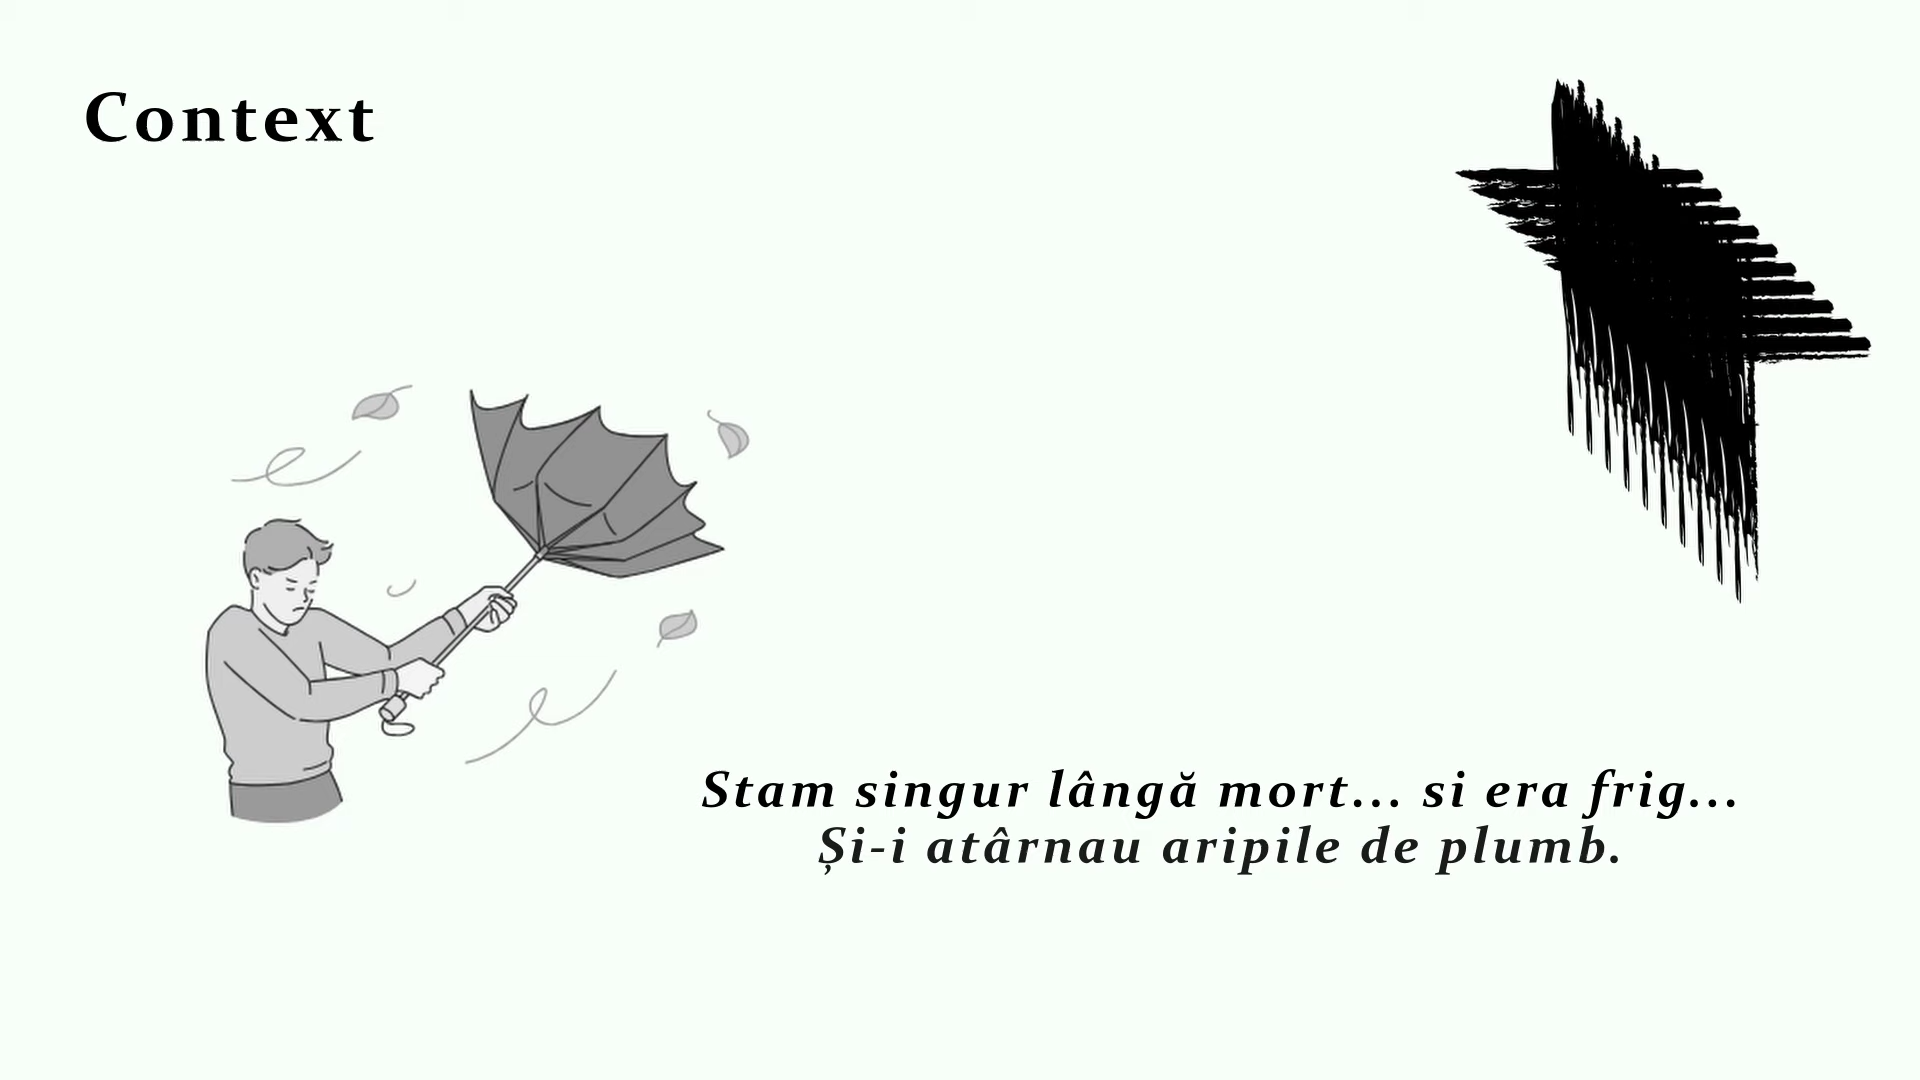 Context
Stam singur lângă mort... si era frig...
Și-i atârnau aripile de plumb.